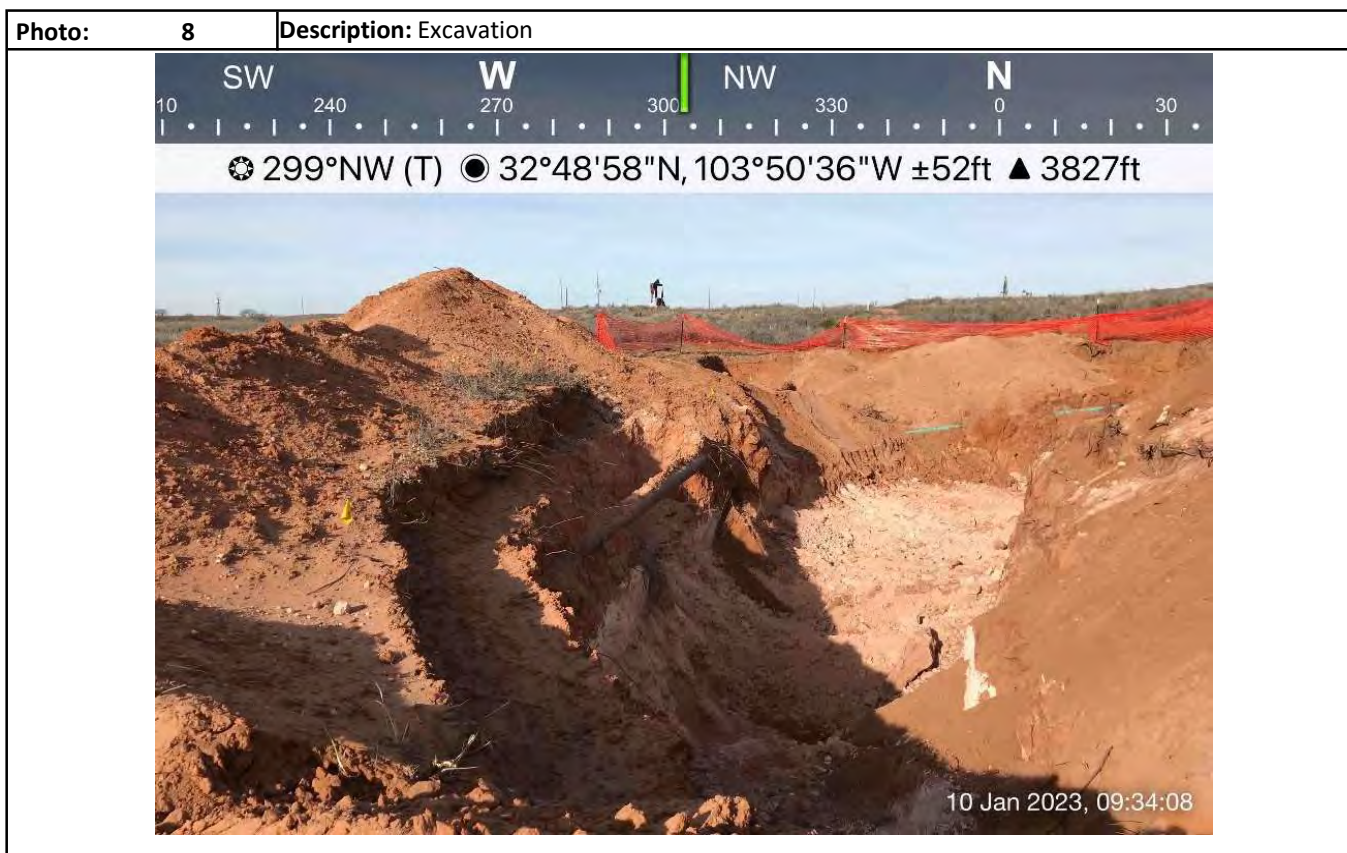 Photo: 8 Description: Excavation
SW W NW N
10 240 270 300 330 0 30
299°NW (T) 32°48'58"N, 103°50'36"W ±52ft ▲ 3827ft
10 Jan 2023, 09:34:08